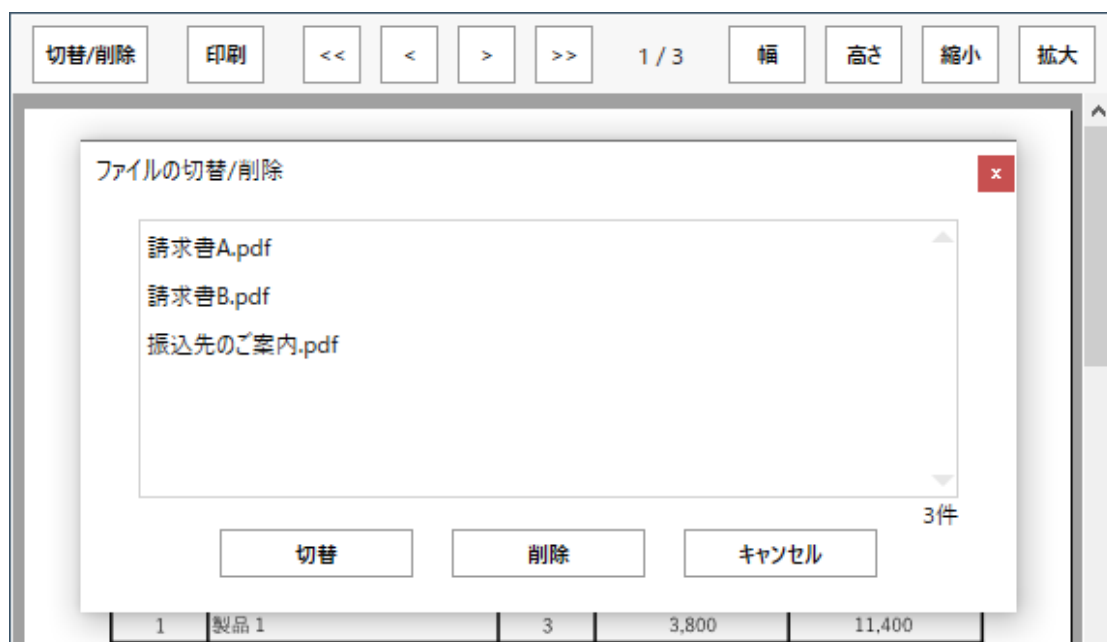 切替/削除 印刷 << < > >> 1 / 3 幅 高さ 縮小 拡大
ファイルの切替/削除 x
請求書A.pdf
請求書B.pdf
振込先のご案内.pdf
3件
切替 削除 キャンセル
1 製品 1 3 3,800 11,400